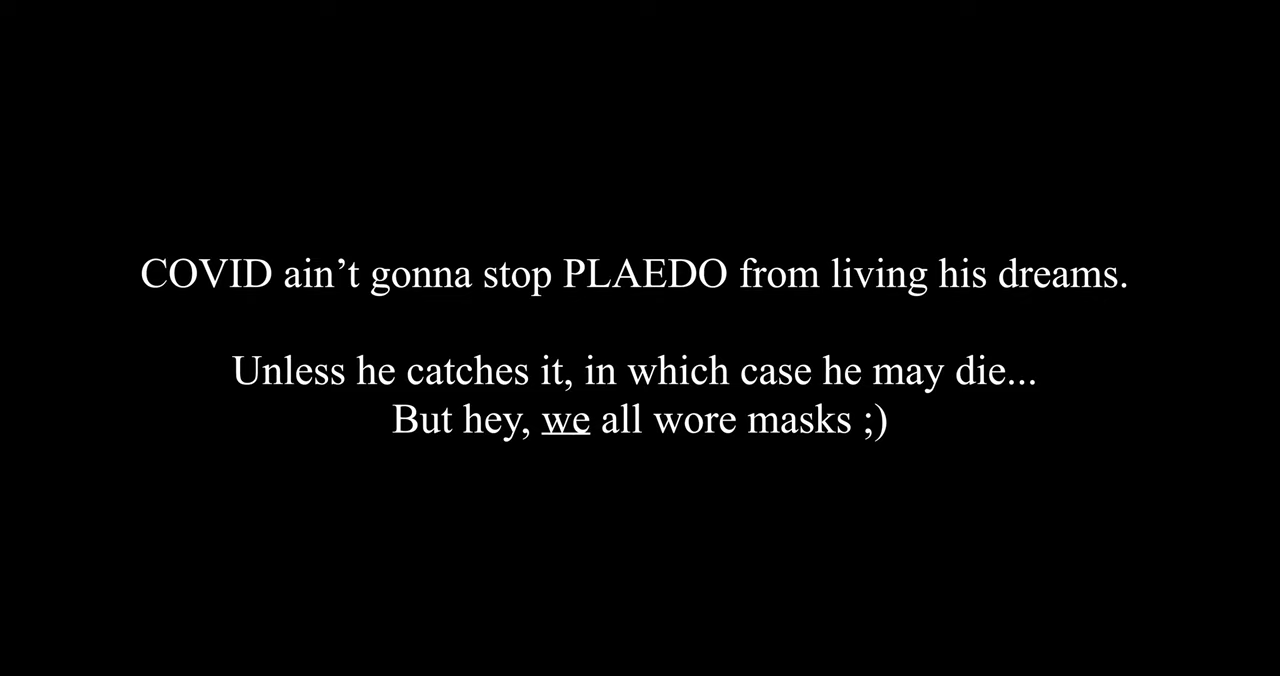 COVID ain’t gonna stop PLAEDO from living his dreams.
Unless he catches it, in which case he may die...
But hey, we all wore masks ;)